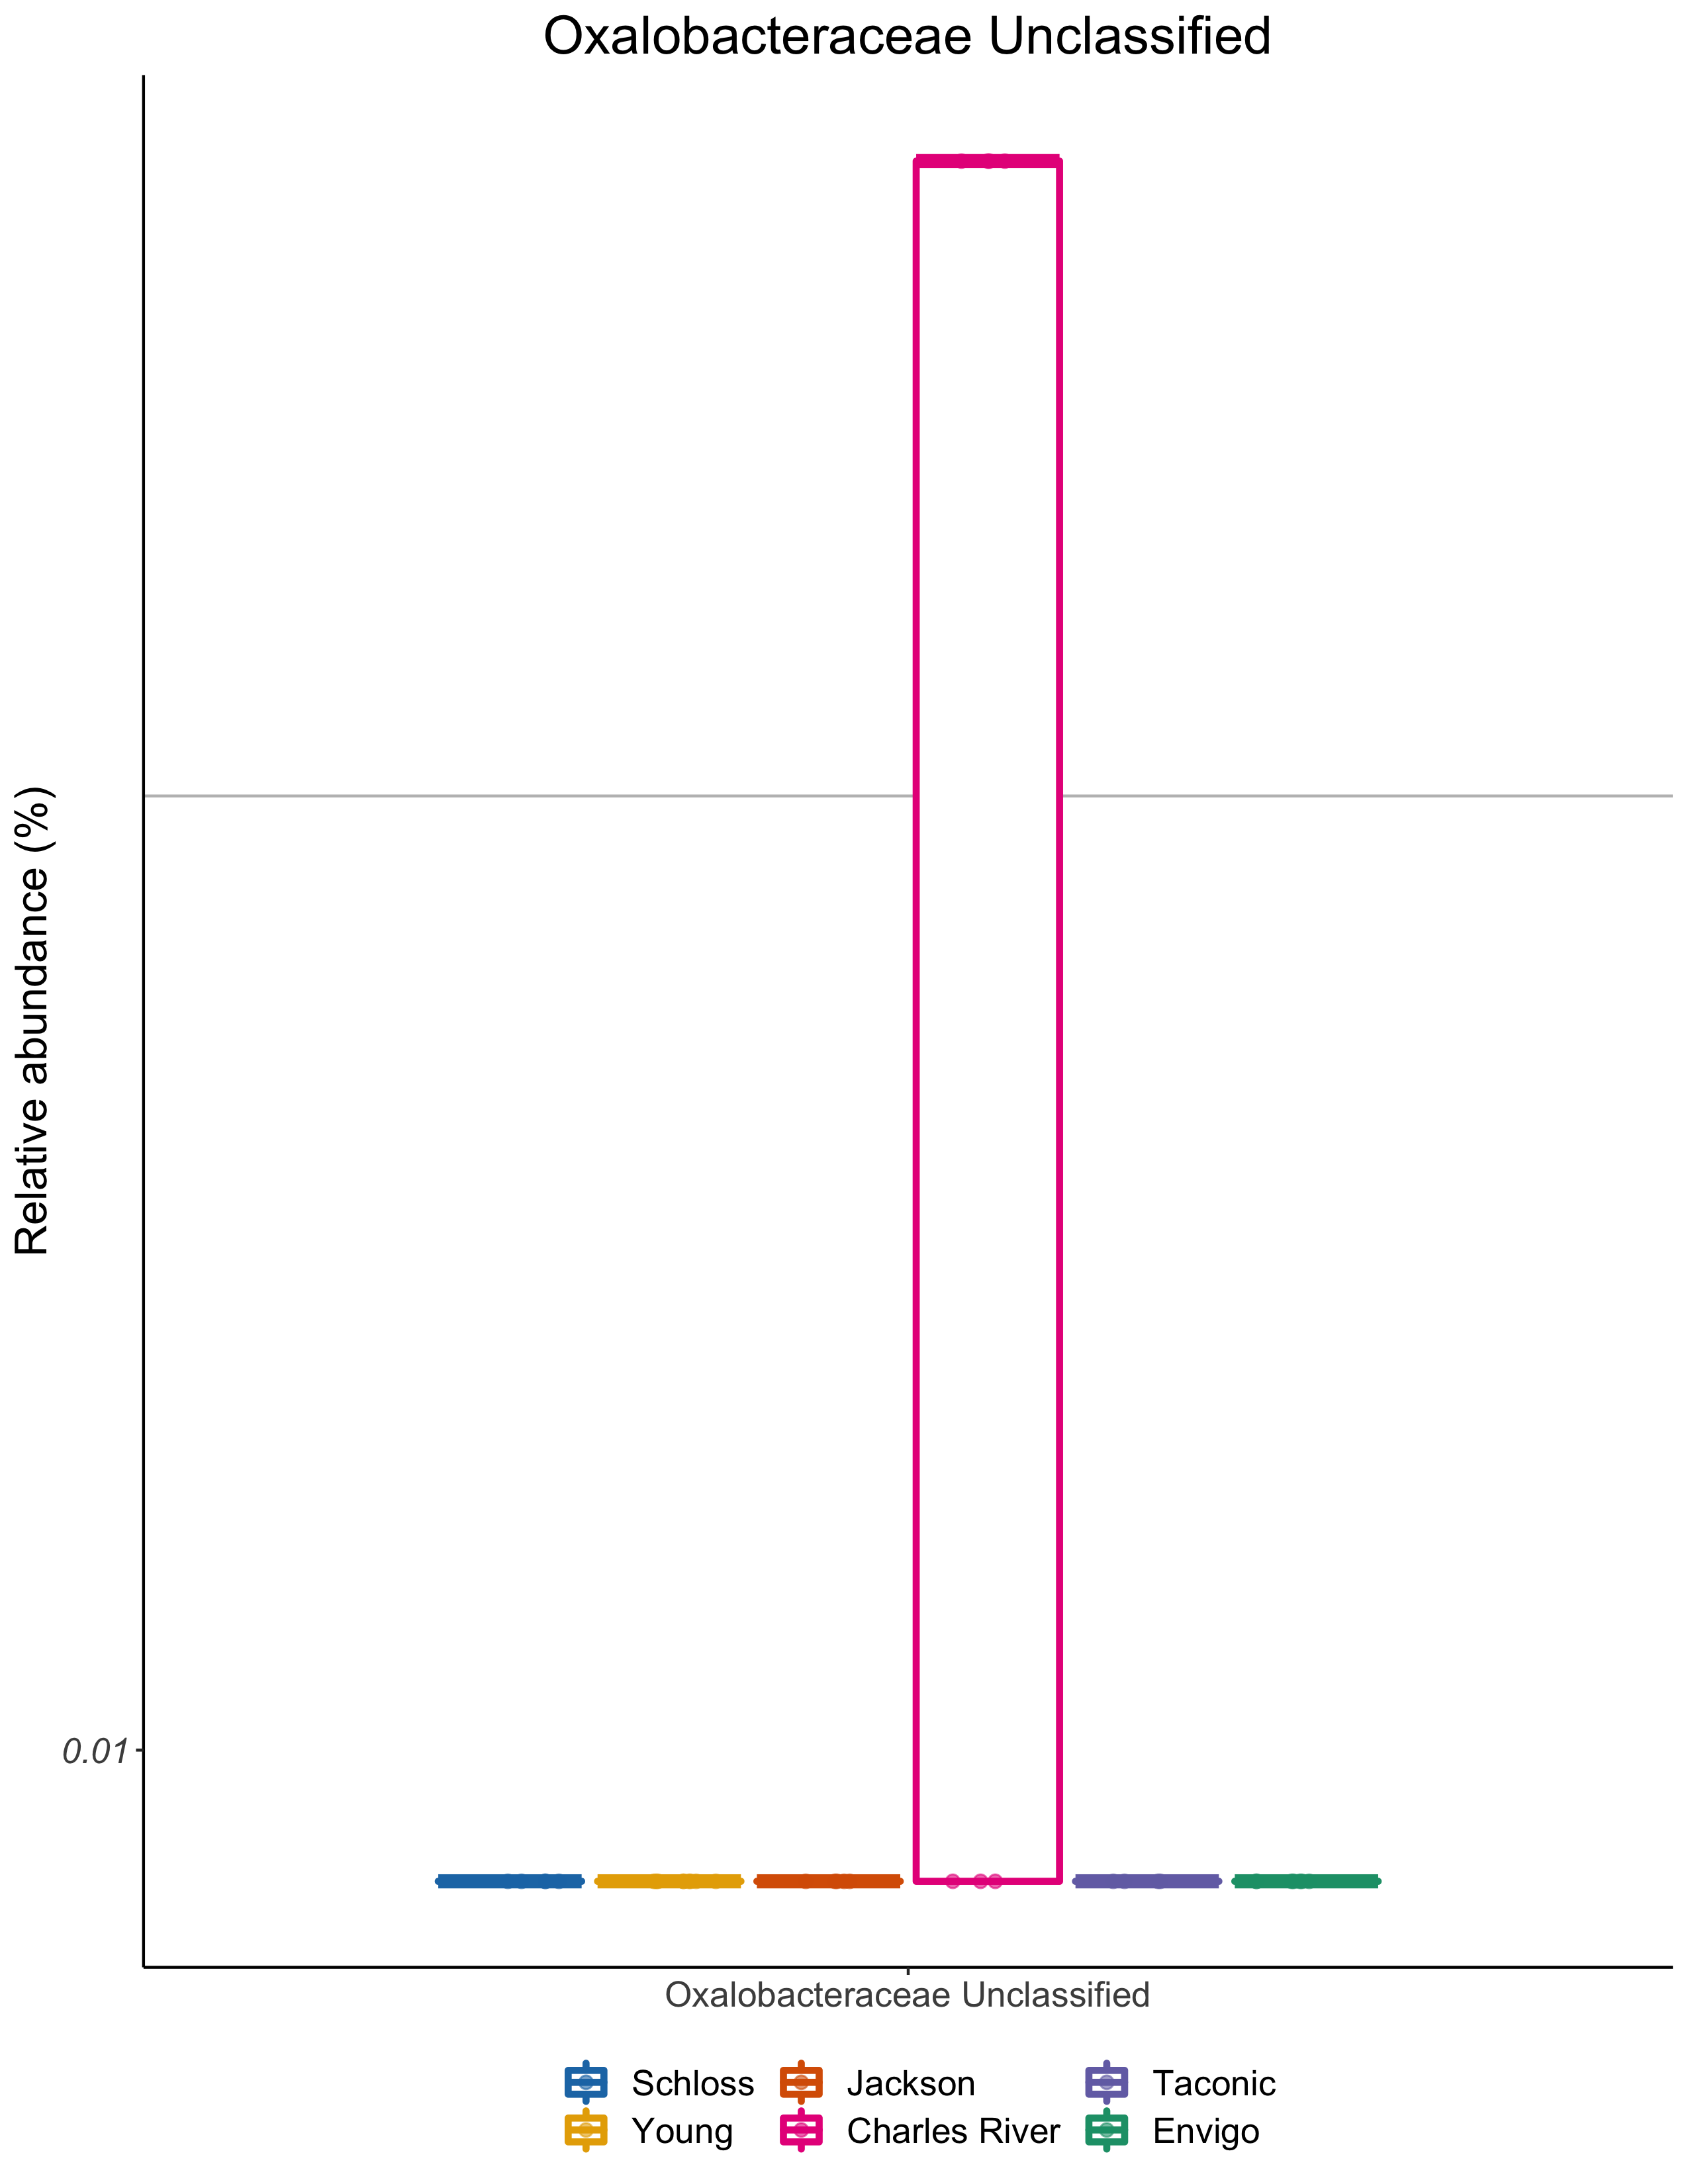 Oxalobacteraceae Unclassified
Relative abundance (%)
0.01
Oxalobacteraceae Unclassified
Schloss Jackson Taconic
Young Charles River Envigo